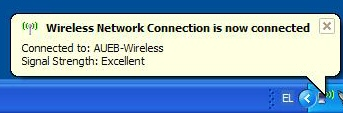 Wireless Network Connection is now connected
Connected to: AUEB-Wireless
Signal Strength: Excellent
EL